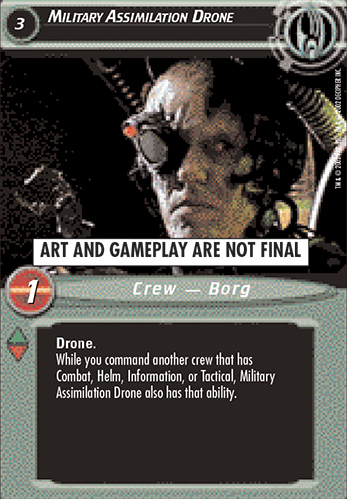 3
MILITARY ASSIMILATION DRONE
ART AND GAMEPLAY ARE NOT FINAL
1
Crew — Borg
Drone.
While you command another crew that has
Combat, Helm, Information, or Tactical, Military
Assimilation Drone also has that ability.